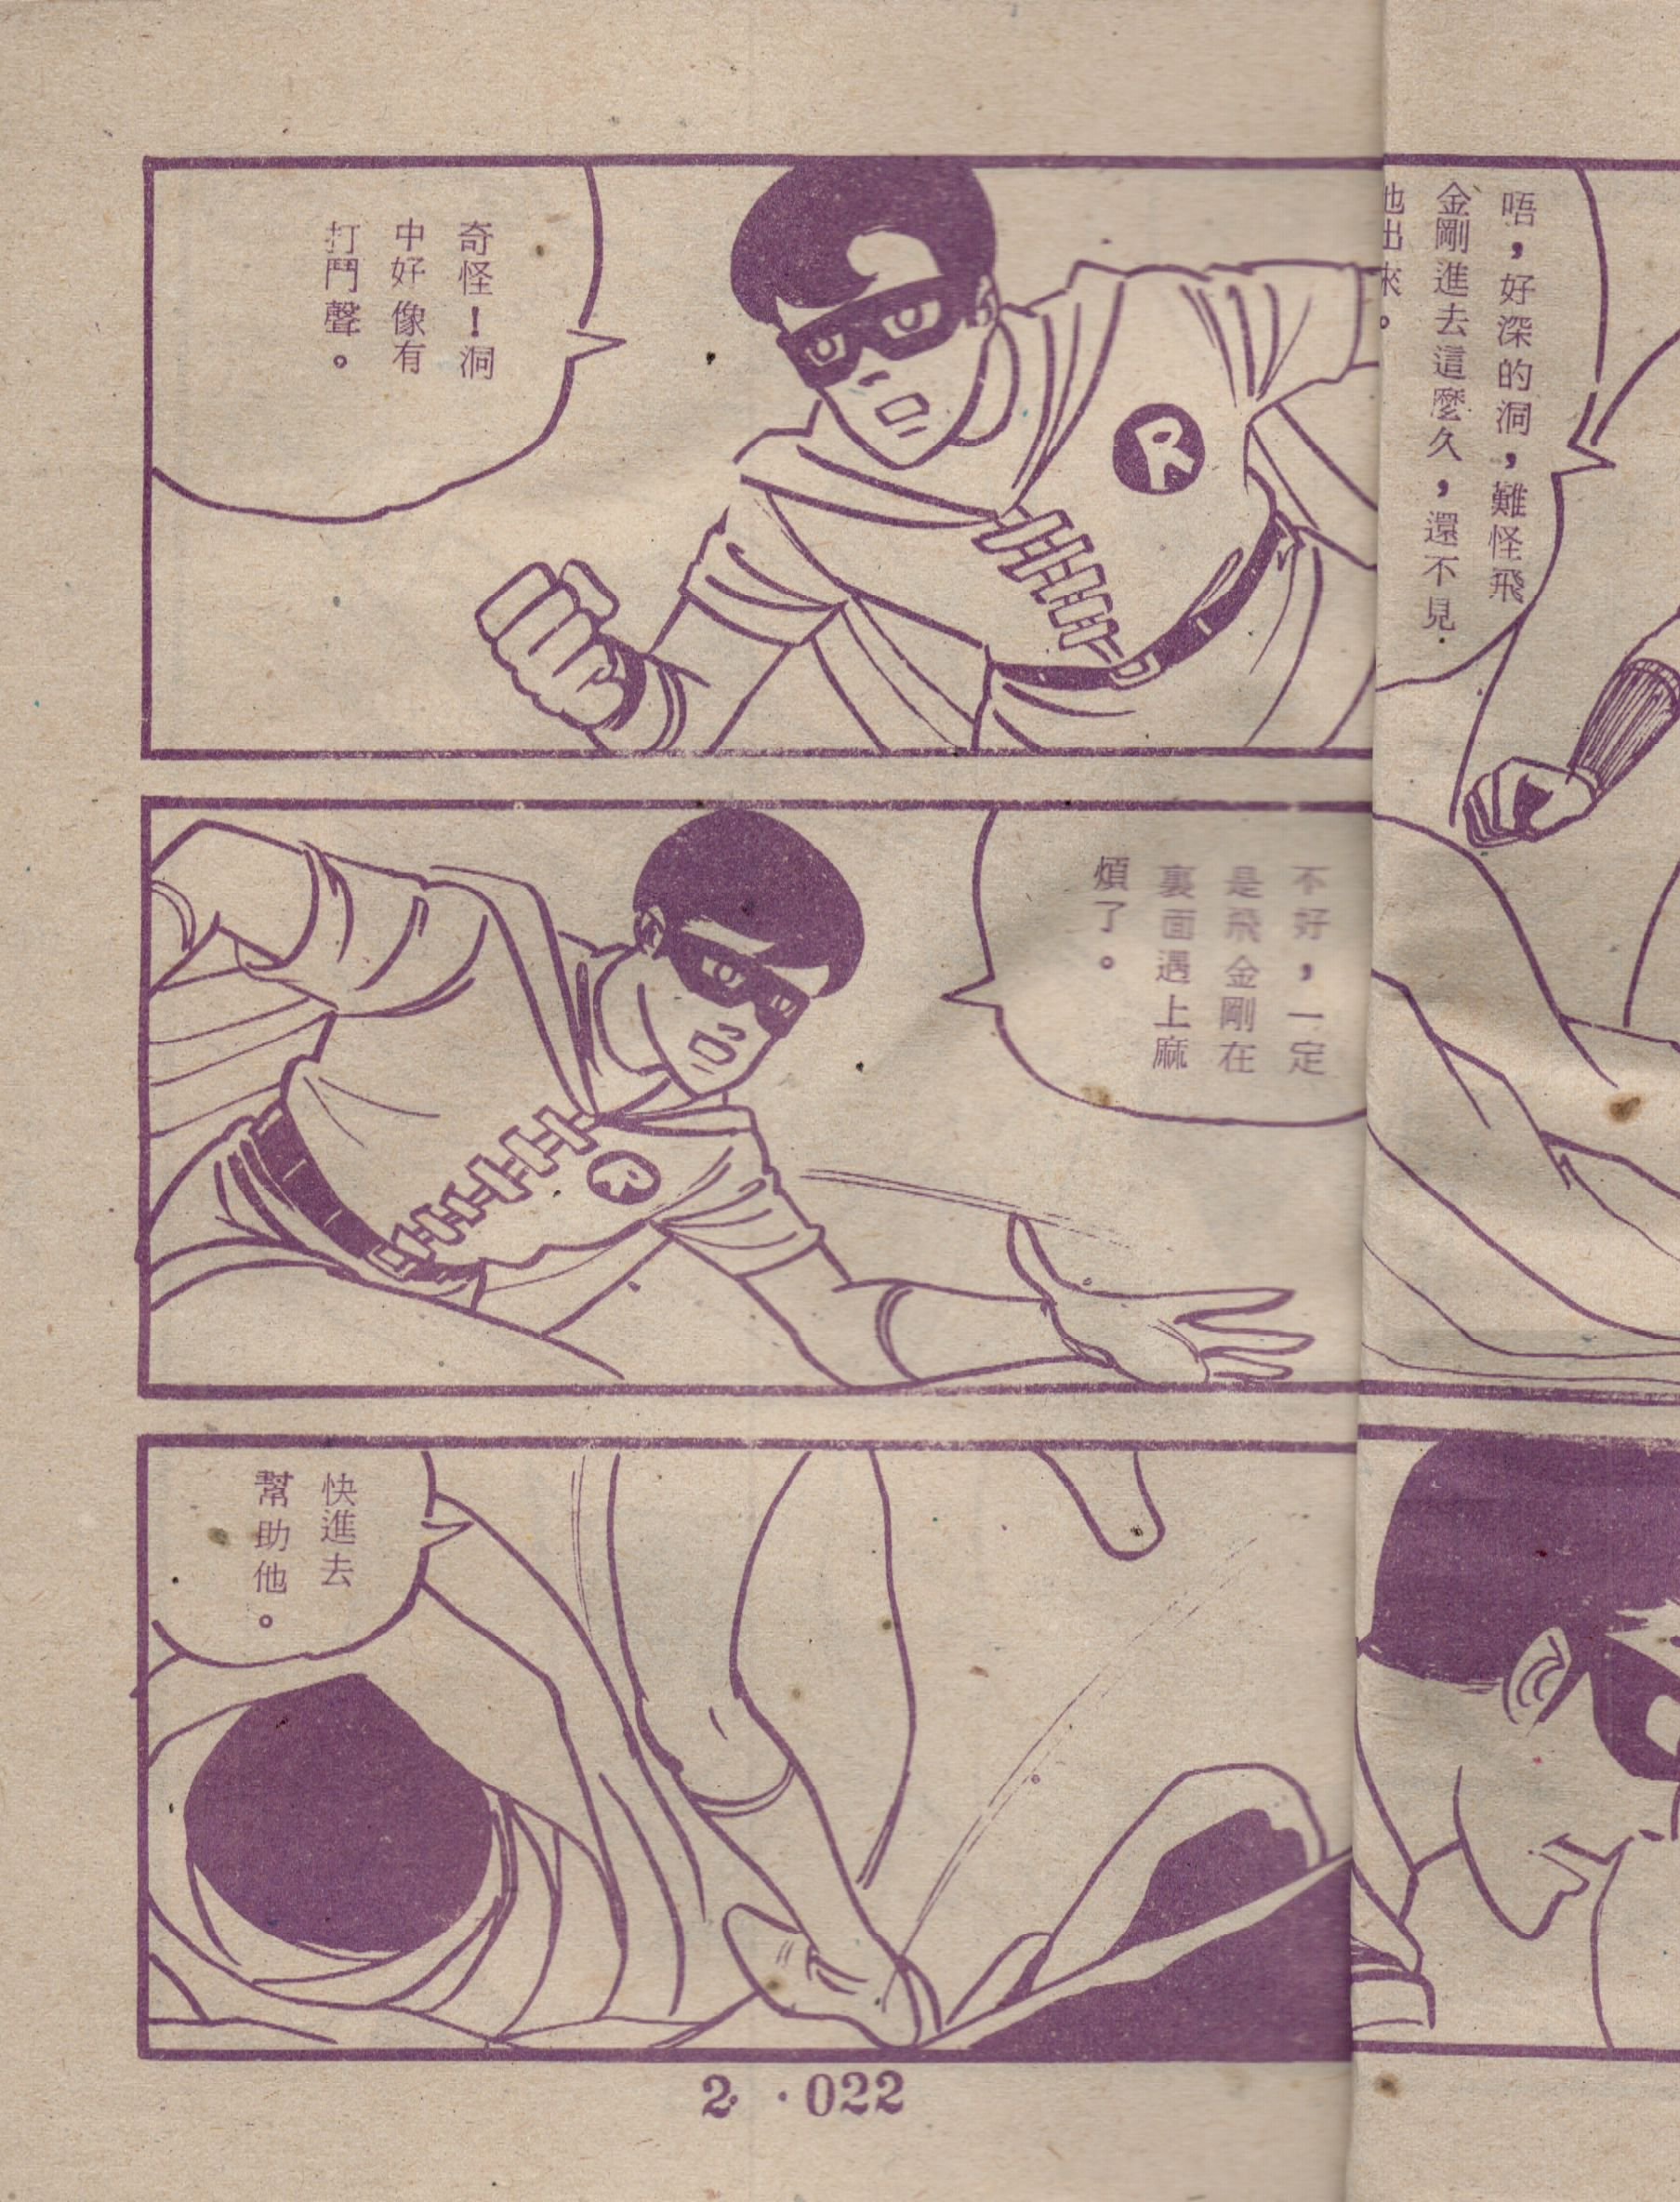 唔，好深的洞，難怪飛
金剛進去這麼久，還不見
他出來。
奇怪！洞
中好像有
打鬥聲。
R
不好，一定
是飛金剛在
裏面遇上麻
煩了。
R
快進去
幫助他。
2·022